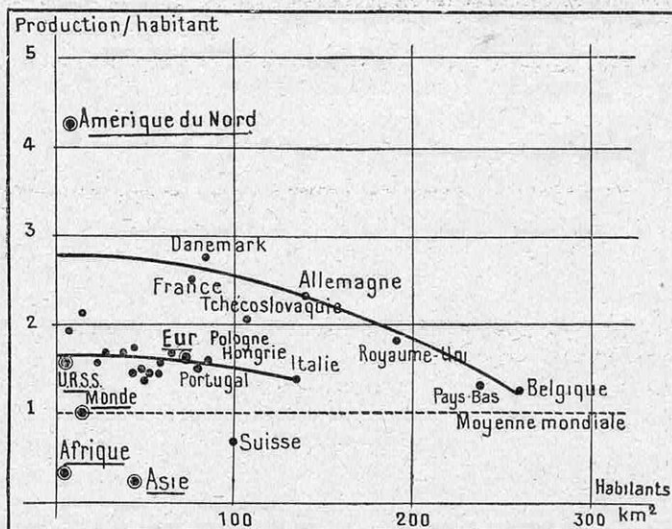 Production/habitant
5
Amérique du Nord
4
3
Danemark
France
Allemagne
Tchécoslovaquie
2
Eur.
Pologne
Hongrie
Italie
Royaume-Uni
U.R.S.S.
Portugal
Pays-Bas
Belgique
Monde
1
Moyenne mondiale
Suisse
Afrique
Asie
Habitants
km²
100
200
300